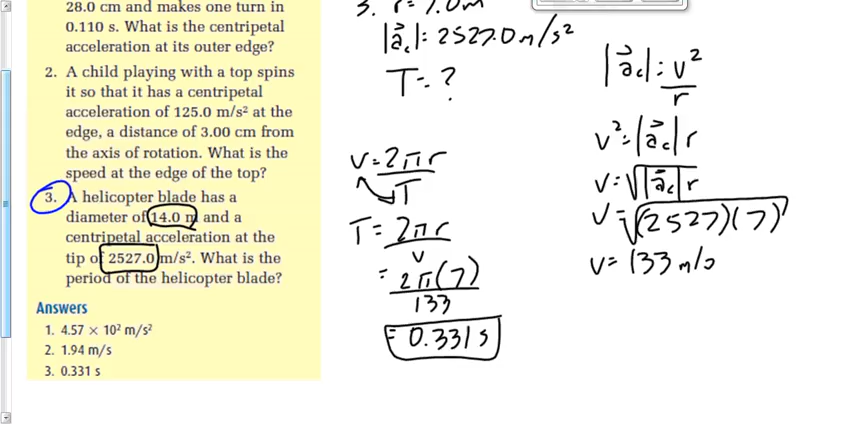 28.0 cm and makes one turn in
0.110 s. What is the centripetal
acceleration at its outer edge?
2. A child playing with a top spins
it so that it has a centripetal
acceleration of 125.0 m/s² at the
edge, a distance of 3.00 cm from
the axis of rotation. What is the
speed at the edge of the top?
3. A helicopter blade has a
diameter of 14.0 m and a
centripetal acceleration at the
tip of 2527.0 m/s². What is the
period of the helicopter blade?
Answers
1. 4.57 × 10² m/s²
2. 1.94 m/s
3. 0.331 s
3. r = 7.0m
|a⃗c| = 2527.0 m/s²
T = ?
v = 2πr
T
T = 2πr
v
= 2π(7)
133
= 0.331 s
|a⃗c| = v²
r
v² = |a⃗c| r
v = √|a⃗c| r
v = √(2527)(7)
v = 133 m/s